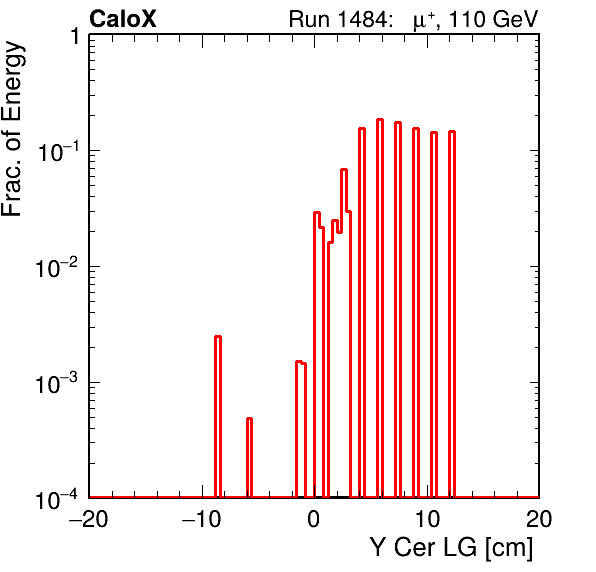 CaloX Run 1484: μ⁺, 110 GeV
Frac. of Energy
1
10⁻¹
10⁻²
10⁻³
10⁻⁴
−20 −10 0 10 20
Y Cer LG [cm]